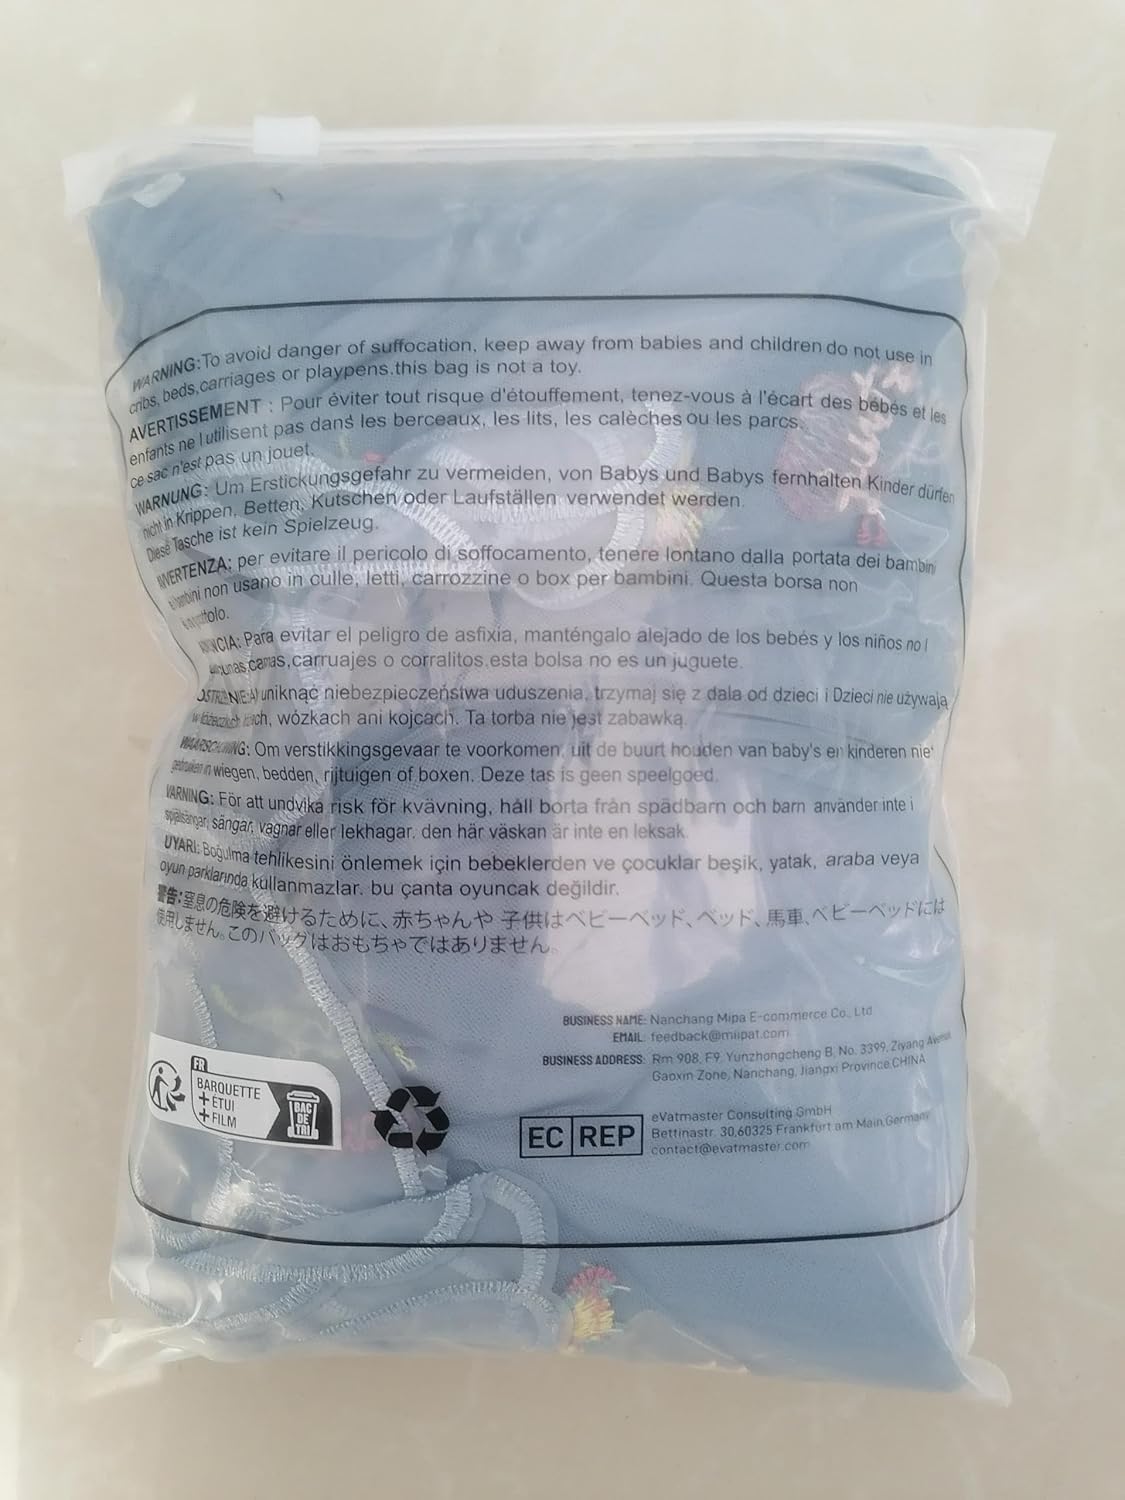 WARNING:To avoid danger of suffocation, keep away from babies and children do not use in
cribs, beds,carriages or playpens.this bag is not a toy.
AVERTISSEMENT : Pour éviter tout risque d'étouffement, tenez-vous à l'écart des bébés et les
enfants ne l utilisent pas dans les berceaux, les lits, les calèches ou les parcs.
ce sac n'est pas un jouet.
WARNUNG: Um Erstickungsgefahr zu vermeiden, von Babys und Babys fernhalten Kinder dürfen
nicht in Krippen, Betten, Kutschen oder Laufställen verwendet werden.
Diese Tasche ist kein Spielzeug.
AVVERTENZA: per evitare il pericolo di soffocamento, tenere lontano dalla portata dei bambini
bambini non usano in culle, letti, carrozzine o box per bambini. Questa borsa non
Para evitar el peligro de asfixia, manténgalo alejado de los bebés y los niños no
camas,carruajes o corralitos.esta bolsa no es un juguete.
uniknąć niebezpieczeństwa uduszenia, trzymaj się z dala od dzieci i Dzieci nie używają
w wózkach ani kojcach. Ta torba nie jest zabawką.
WAARSCHUWING: Om verstikkingsgevaar te voorkomen, uit de buurt houden van baby's en kinderen niet
gebruiken in wiegen, bedden, rijtuigen of boxen. Deze tas is geen speelgoed.
VARNING: För att undvika risk för kvävning, håll borta från spädbarn och barn använder inte i
spjälsängar, sängar, vagnar eller lekhagar. den här väskan är inte en leksak.
UYARI: Boğulma tehlikesini önlemek için bebeklerden ve çocuklar beşik, yatak, araba veya
oyun parklarında kullanmazlar. bu çanta oyuncak değildir.
警告:窒息の危険を避けるために、赤ちゃんや 子供はベビーベッド、ベッド、馬車、ベビーベッドには
使用しません。このバッグはおもちゃではありません。
BUSINESS NAME: Nanchang Mipa E-commerce Co., Ltd
EMAIL: feedback@miipat.com
BUSINESS ADDRESS: Rm 908, F9, Yunzhongcheng B, No. 3399, Ziyang Avenue,
Gaoxin Zone, Nanchang, Jiangxi Province,CHINA
FR
BARQUETTE
+ÉTUI
+FILM
BAC
DE
TRI
EC REP
eVatmaster Consulting GmbH
Bettinastr. 30,60325 Frankfurt am Main,Germany
contact@evatmaster.com